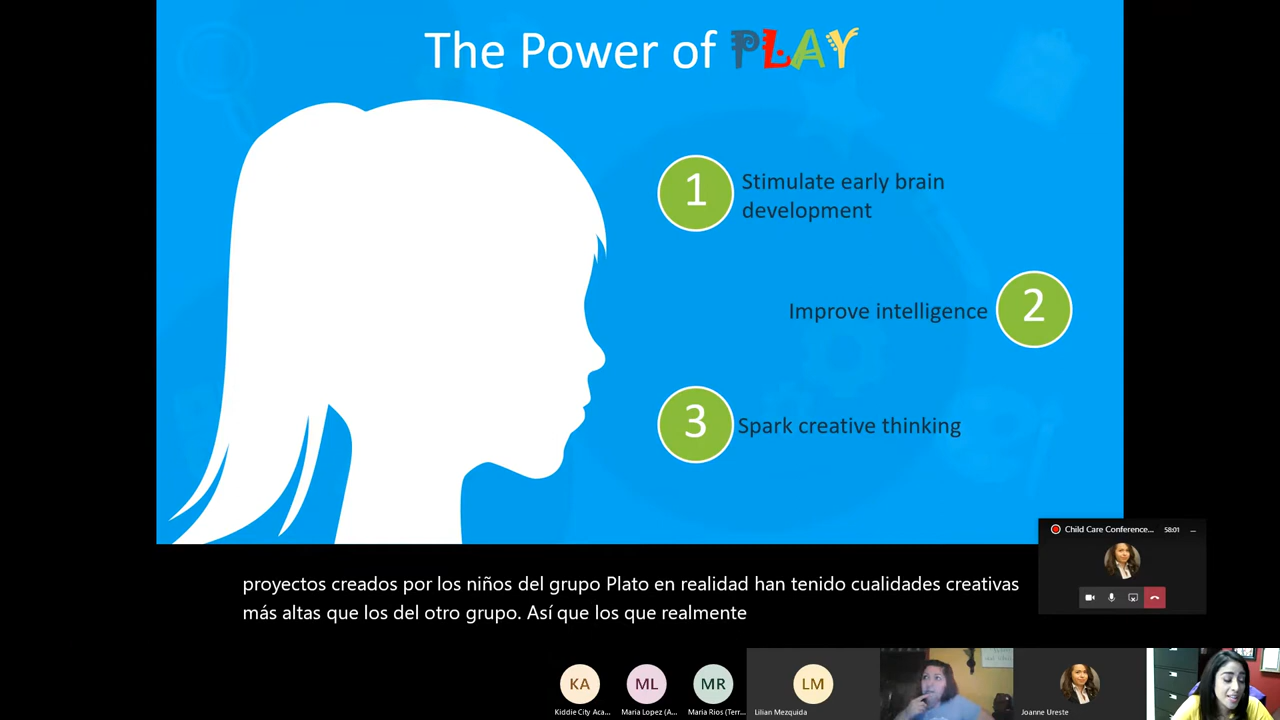 The Power of PLAY
1
Stimulate early brain
development
Improve intelligence
2
3
Spark creative thinking
Child Care Conference...
58:01
proyectos creados por los niños del grupo Plato en realidad han tenido cualidades creativas
más altas que los del otro grupo. Así que los que realmente
KA
ML
MR
LM
Kiddie City Aca...
Maria Lopez (A...
Maria Rios (Terr...
Lilian Mezquida
Joanne Ureste